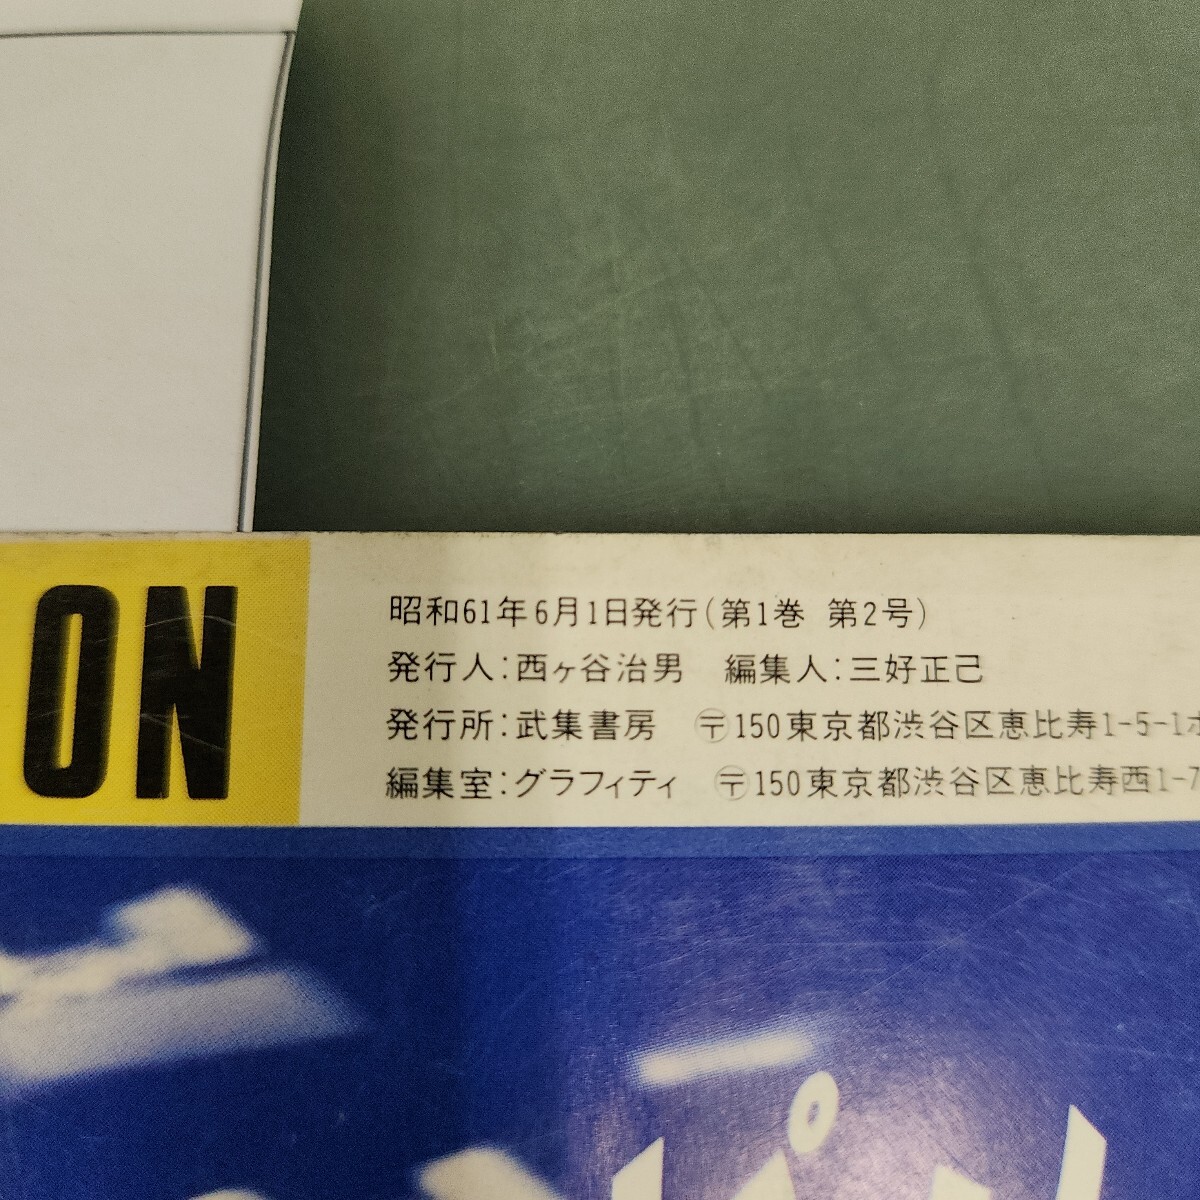 ON
昭和61年6月1日発行(第1巻 第2号)
発行人:西ヶ谷治男 編集人:三好正己
発行所:武集書房 〒150東京都渋谷区恵比寿1-5-1
編集室:グラフィティ 〒150東京都渋谷区恵比寿西1-7